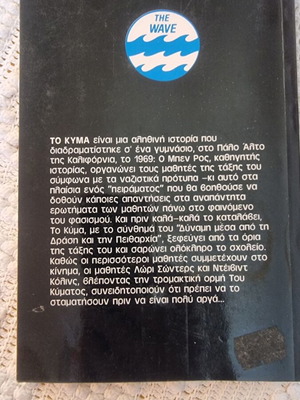 THE
WAVE
ΤΟ ΚΥΜΑ είναι μια αληθινή ιστορία που
διαδραματίστηκε σ' ένα γυμνάσιο, στο Πάλο Άλτο
της Καλιφόρνια, το 1969: Ο Μπεν Ρος, καθηγητής
ιστορίας, οργανώνει τους μαθητές της τάξης του
σύμφωνα με τα ναζιστικά πρότυπα –κι αυτό στα
πλαίσια ενός "πειράματος" που θα βοηθούσε να
δοθούν κάποιες απαντήσεις στα αναπάντητα
ερωτήματα των μαθητών πάνω στο φαινόμενο
του φασισμού. Και πριν καλά-καλά το καταλάβει,
Το Κύμα, με το σύνθημά του "Δύναμη μέσα από τη
Δράση και την Πειθαρχία", ξεφεύγει από τα όρια
της τάξης του και σαρώνει ολόκληρο το σχολείο.
Καθώς οι περισσότεροι μαθητές συμμετέχουν στο
κίνημα, οι μαθητές Λώρι Σώντερς και Ντέιβιντ
Κόλινς, βλέποντας την τρομακτική ορμή Του
Κύματος, συνειδητοποιούν ότι πρέπει να το
σταματήσουν πριν να είναι πολύ αργά...